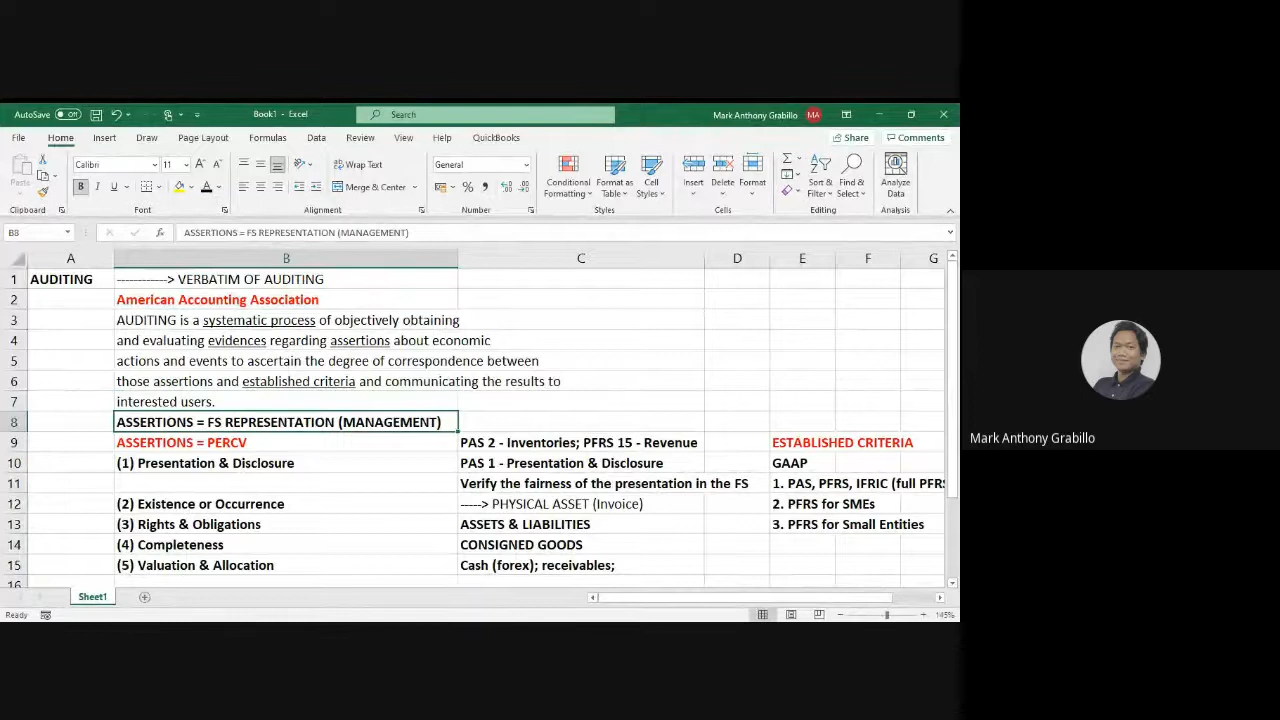 AutoSave Off Book1 - Excel Search Mark Anthony Grabillo MA
File Home Insert Draw Page Layout Formulas Data Review View Help QuickBooks Share Comments
Paste Calibri 11 A A Wrap Text General Conditional Formatting Format as Table Cell Styles Insert Delete Format Sort & Filter Find & Select Analyze Data
B I U Merge & Center % 9
Clipboard Font Alignment Number Styles Cells Editing Analysis
B8 fx ASSERTIONS = FS REPRESENTATION (MANAGEMENT)
A B C D E F G
1 AUDITING ------------> VERBATIM OF AUDITING
2 American Accounting Association
3 AUDITING is a systematic process of objectively obtaining
4 and evaluating evidences regarding assertions about economic
5 actions and events to ascertain the degree of correspondence between
6 those assertions and established criteria and communicating the results to
7 interested users.
8 ASSERTIONS = FS REPRESENTATION (MANAGEMENT)
9 ASSERTIONS = PERCV PAS 2 - Inventories; PFRS 15 - Revenue ESTABLISHED CRITERIA
10 (1) Presentation & Disclosure PAS 1 - Presentation & Disclosure GAAP
11 Verify the fairness of the presentation in the FS 1. PAS, PFRS, IFRIC (full PFRS
12 (2) Existence or Occurrence -----> PHYSICAL ASSET (Invoice) 2. PFRS for SMEs
13 (3) Rights & Obligations ASSETS & LIABILITIES 3. PFRS for Small Entities
14 (4) Completeness CONSIGNED GOODS
15 (5) Valuation & Allocation Cash (forex); receivables;
16
Sheet1
Ready 145%
Mark Anthony Grabillo